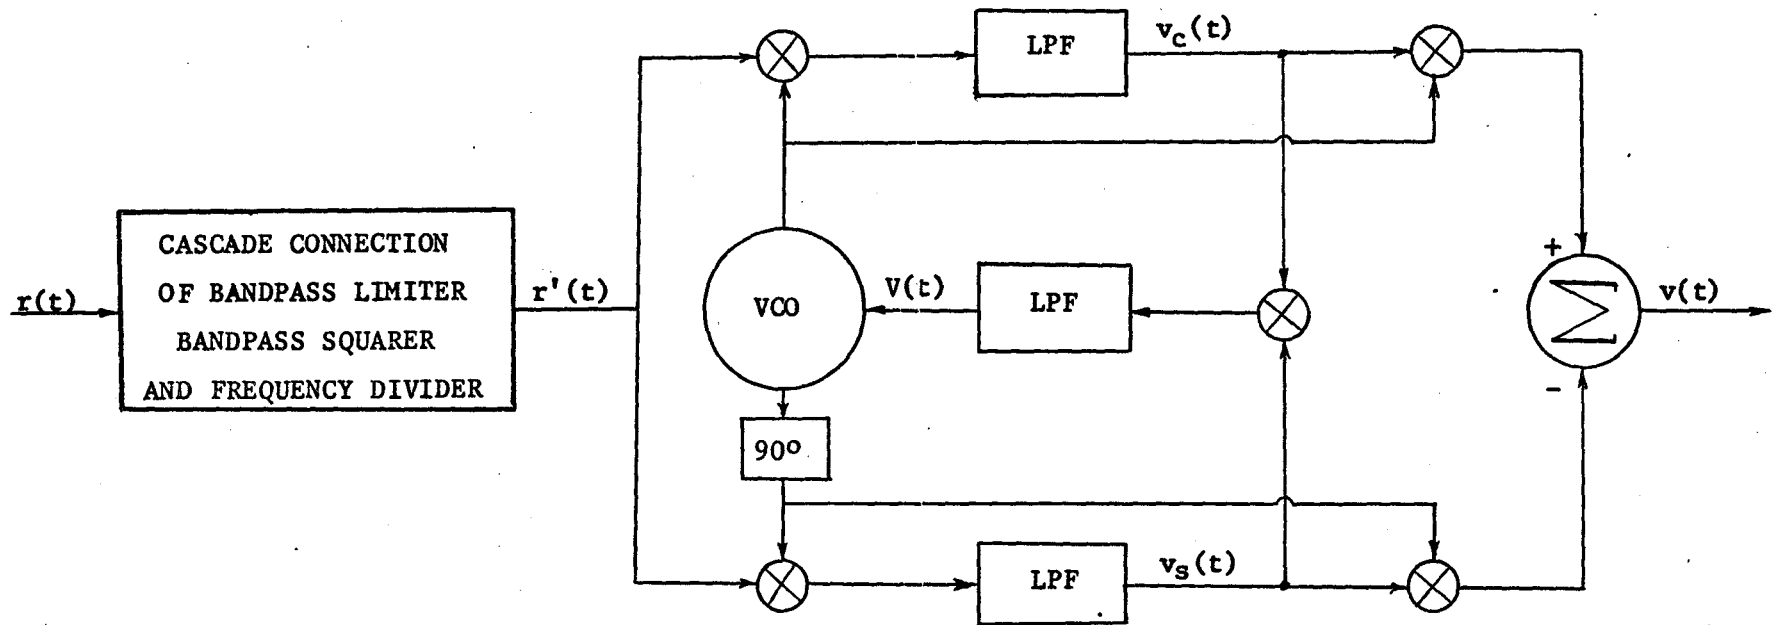 LPF
v_c(t)
r(t)
CASCADE CONNECTION
OF BANDPASS LIMITER
BANDPASS SQUARER
AND FREQUENCY DIVIDER
r'(t)
VCO
V(t)
LPF
+
Σ
-
v(t)
90°
LPF
v_s(t)